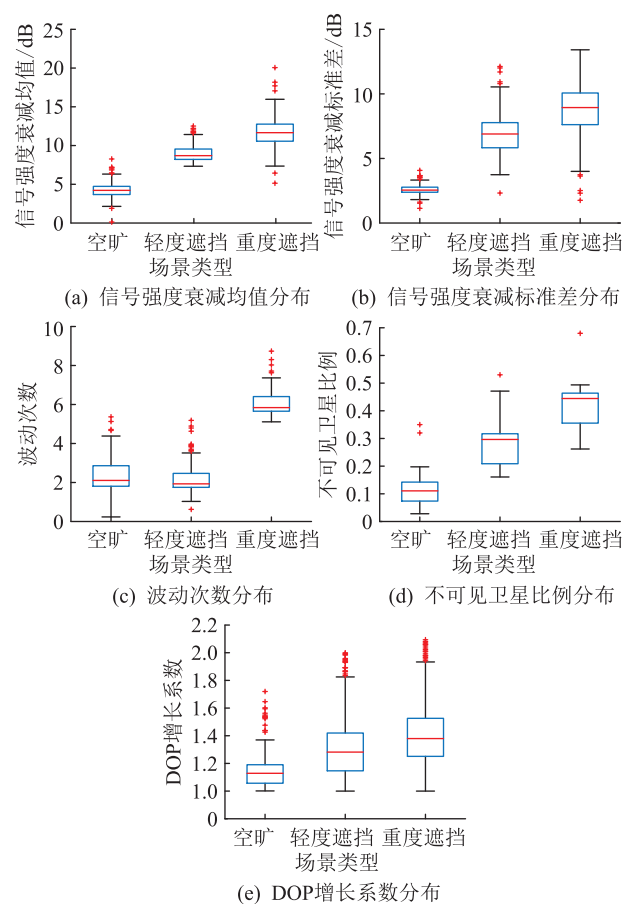 信号强度衰减均值/dB
25
20
15
10
5
0
空旷 轻度遮挡 重度遮挡
场景类型
(a) 信号强度衰减均值分布
信号强度衰减标准差/dB
15
10
5
0
空旷 轻度遮挡 重度遮挡
场景类型
(b) 信号强度衰减标准差分布
波动次数
10
8
6
4
2
0
空旷 轻度遮挡 重度遮挡
场景类型
(c) 波动次数分布
不可见卫星比例
0.7
0.6
0.5
0.4
0.3
0.2
0.1
0
空旷 轻度遮挡 重度遮挡
场景类型
(d) 不可见卫星比例分布
DOP增长系数
2.2
2.0
1.8
1.6
1.4
1.2
1.0
0
空旷 轻度遮挡 重度遮挡
场景类型
(e) DOP增长系数分布